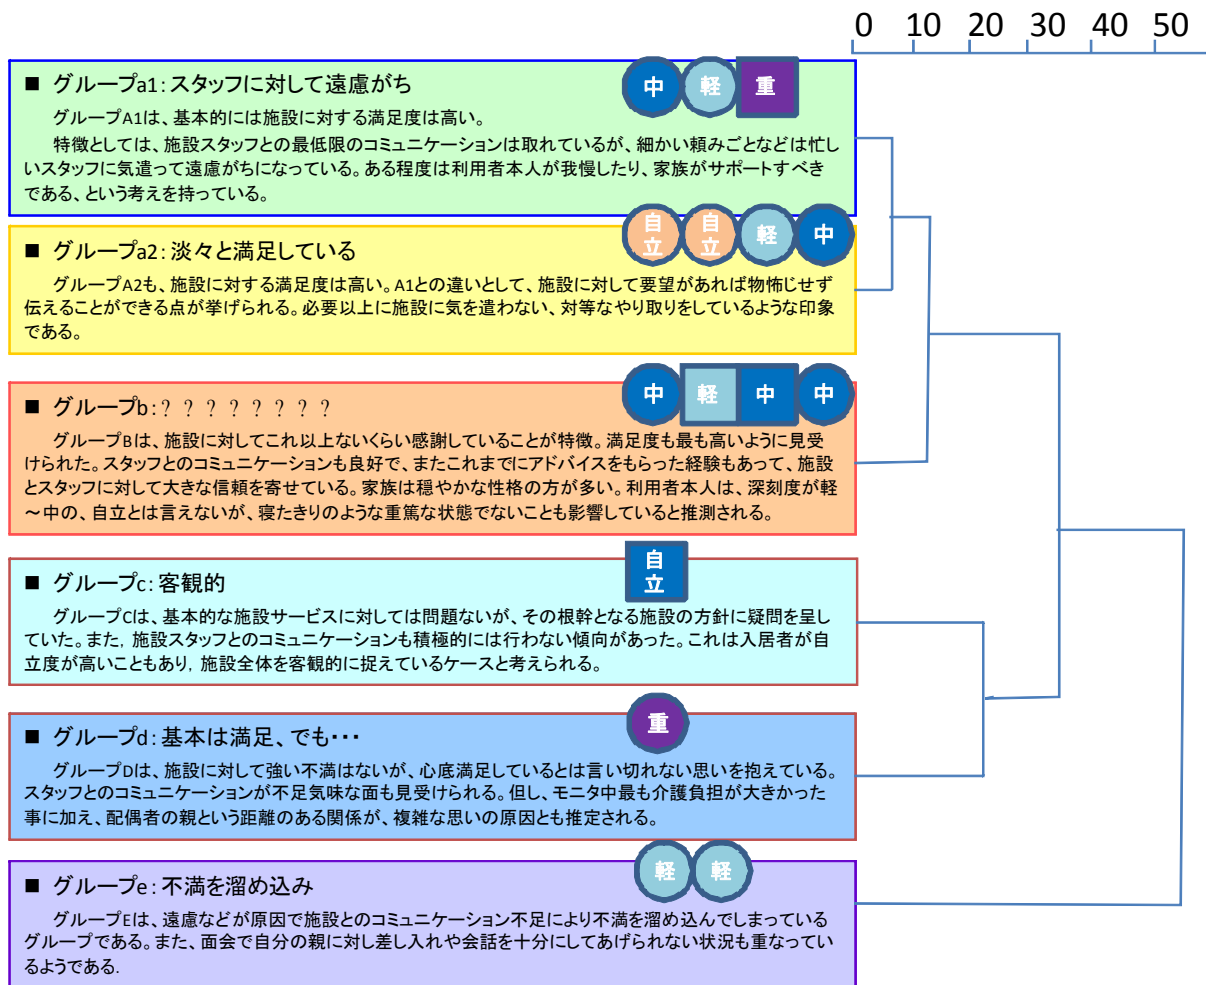 0 10 20 30 40 50
■ グループa1：スタッフに対して遠慮がち
中 軽 重
グループA1は、基本的には施設に対する満足度は高い。
特徴としては、施設スタッフとの最低限のコミュニケーションは取れているが、細かい頼みごとなどは忙し
いスタッフに気遣って遠慮がちになっている。ある程度は利用者本人が我慢したり、家族がサポートすべき
である、という考えを持っている。
■ グループa2：淡々と満足している
自立 自立 軽 中
グループA2も、施設に対する満足度は高い。A1との違いとして、施設に対して要望があれば物怖じせず
伝えることができる点が挙げられる。必要以上に施設に気を遣わない、対等なやり取りをしているような印象
である。
■ グループb：？？？？？？？？
中 軽 中 中
グループBは、施設に対してこれ以上ないくらい感謝していることが特徴。満足度も最も高いように見受
けられた。スタッフとのコミュニケーションも良好で、またこれまでにアドバイスをもらった経験もあって、施設
とスタッフに対して大きな信頼を寄せている。家族は穏やかな性格の方が多い。利用者本人は、深刻度が軽
～中の、自立とは言えないが、寝たきりのような重篤な状態でないことも影響していると推測される。
■ グループc：客観的
自立
グループCは、基本的な施設サービスに対しては問題ないが、その根幹となる施設の方針に疑問を呈し
ていた。また，施設スタッフとのコミュニケーションも積極的には行わない傾向があった。これは入居者が自
立度が高いこともあり，施設全体を客観的に捉えているケースと考えられる。
■ グループd：基本は満足、でも・・・
重
グループDは、施設に対して強い不満はないが、心底満足しているとは言い切れない思いを抱えている。
スタッフとのコミュニケーションが不足気味な面も見受けられる。但し、モニタ中最も介護負担が大きかった
事に加え、配偶者の親という距離のある関係が、複雑な思いの原因とも推定される。
■ グループe：不満を溜め込み
軽 軽
グループEは、遠慮などが原因で施設とのコミュニケーション不足により不満を溜め込んでしまっている
グループである。また、面会で自分の親に対し差し入れや会話を十分にしてあげられない状況も重なってい
るようである.